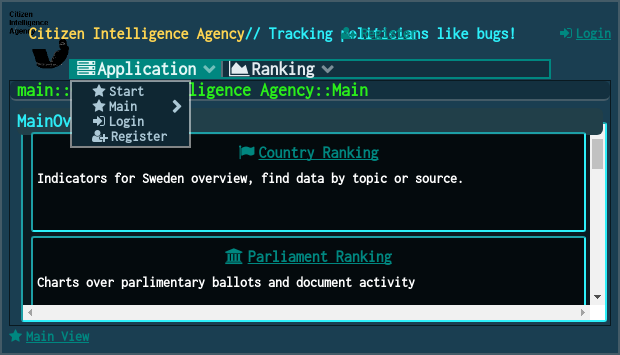 Citizen
Intelligence
Agency
Citizen Intelligence Agency// Tracking politicians like bugs!
Register
Login
Application
Ranking
main::
lligence Agency::Main
Start
Main
Login
Register
MainOv
Country Ranking
Indicators for Sweden overview, find data by topic or source.
Parliament Ranking
Charts over parlimentary ballots and document activity
Main View